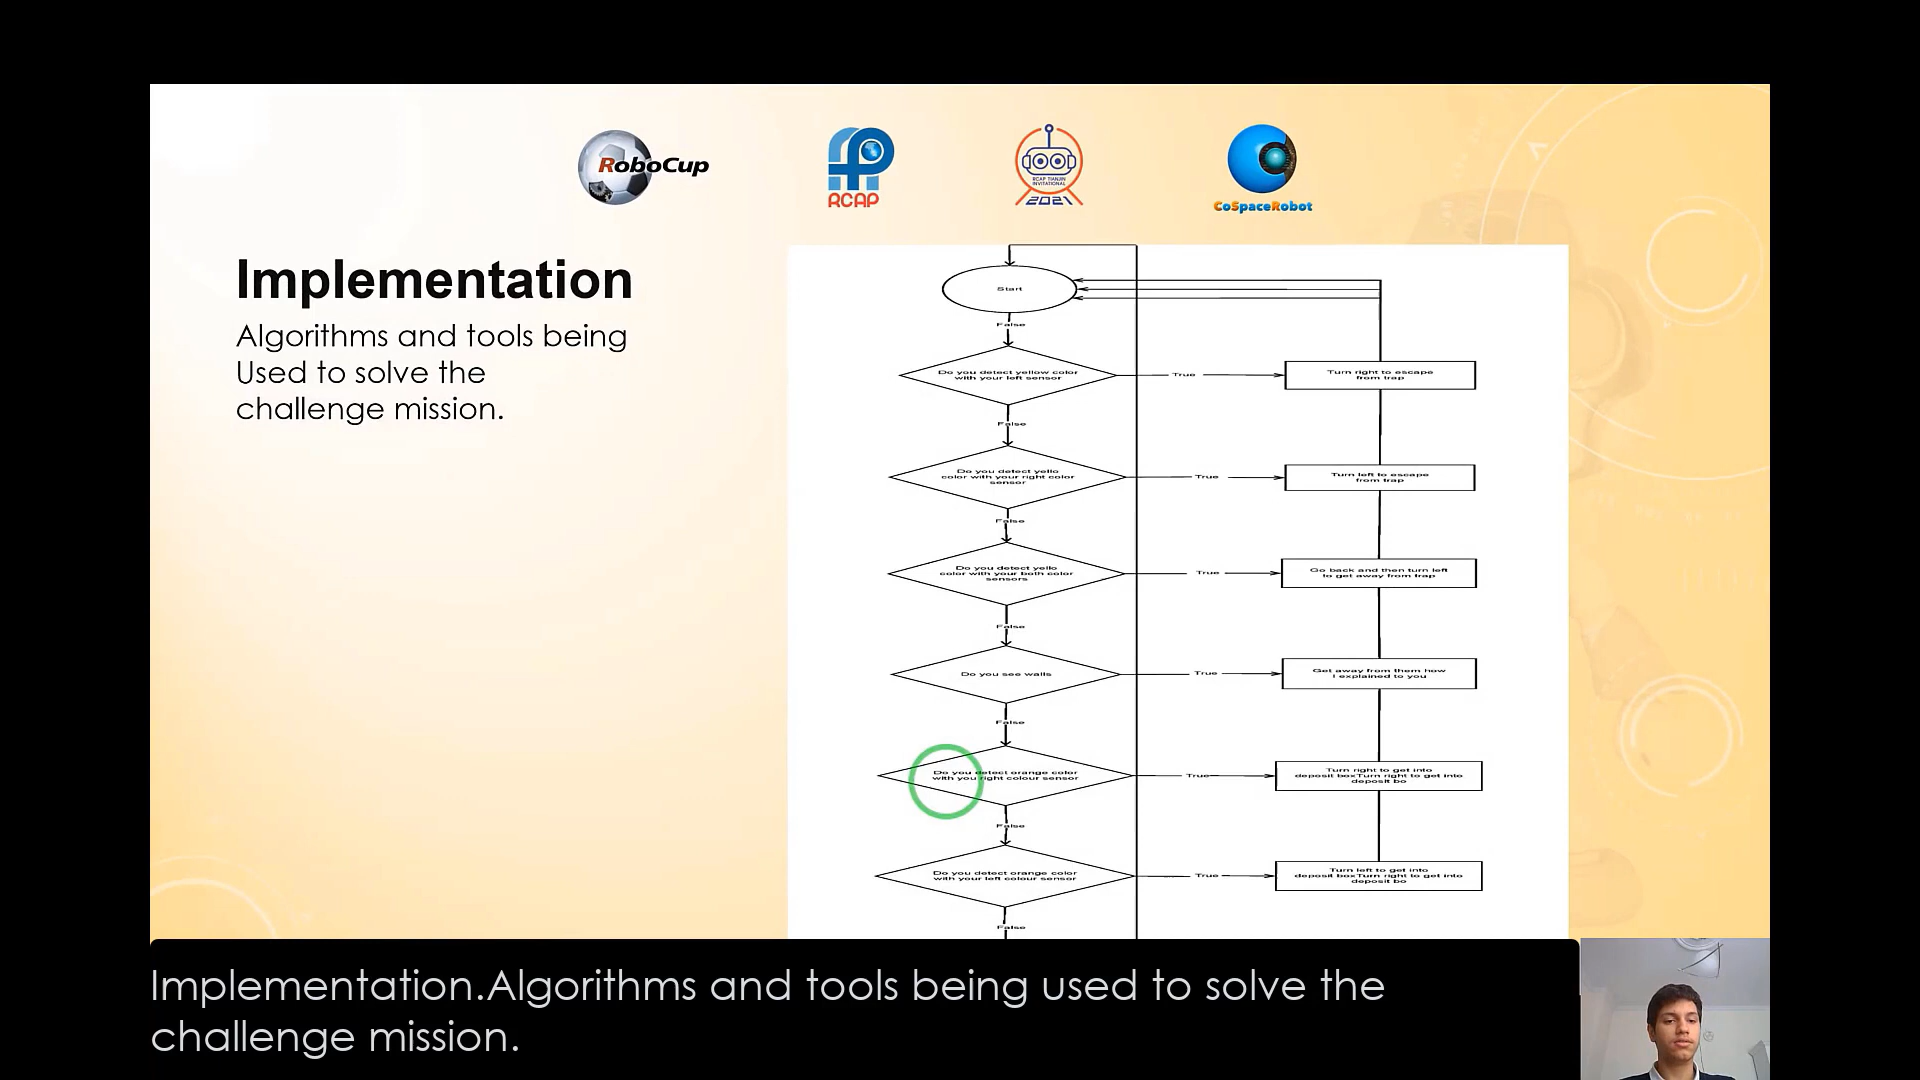 RoboCup
RCAP
RCAP TIANJIN
INVITATIONAL
2021
CoSpaceRobot
Implementation
Algorithms and tools being
Used to solve the
challenge mission.
Start
False
Do you detect yellow color
with your left sensor
True
Turn right to escape
from trap
False
Do you detect yello
color with your right color
sensor
True
Turn left to escape
from trap
False
Do you detect yello
color with your both color
sensors
True
Go back and then turn left
to get away from trap
False
Do you see walls
True
Get away from them how
I explained to you
False
Do you detect orange color
with you right colour sensor
True
Turn right to get into
deposit boxTurn right to get into
deposit bo
False
Do you detect orange color
with your left colour sensor
True
Turn left to get into
deposit boxTurn right to get into
deposit bo
False
Implementation.Algorithms and tools being used to solve the
challenge mission.